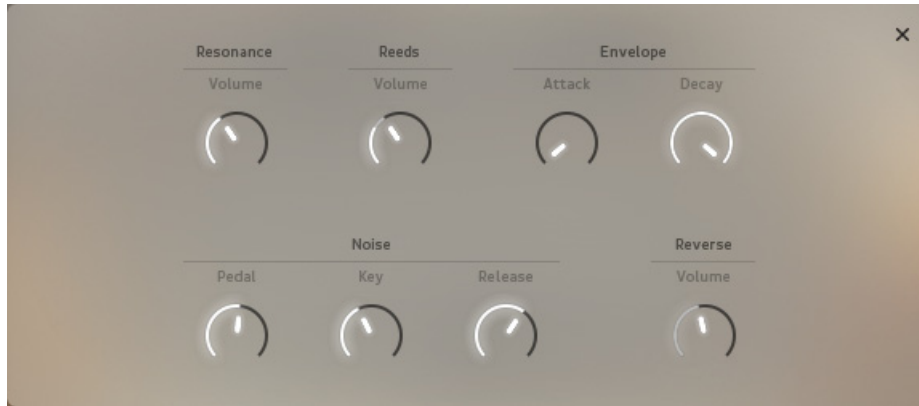 Resonance Reeds Envelope
Volume Volume Attack Decay
Noise Reverse
Pedal Key Release Volume